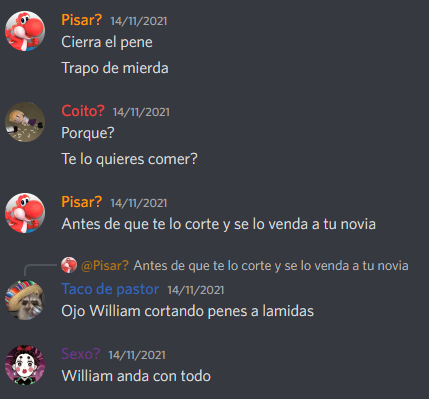 Pisar? 14/11/2021
Cierra el pene
Trapo de mierda
Coito? 14/11/2021
Porque?
Te lo quieres comer?
Pisar? 14/11/2021
Antes de que te lo corte y se lo venda a tu novia
@Pisar? Antes de que te lo corte y se lo venda a tu novia
Taco de pastor 14/11/2021
Ojo William cortando penes a lamidas
Sexo? 14/11/2021
William anda con todo